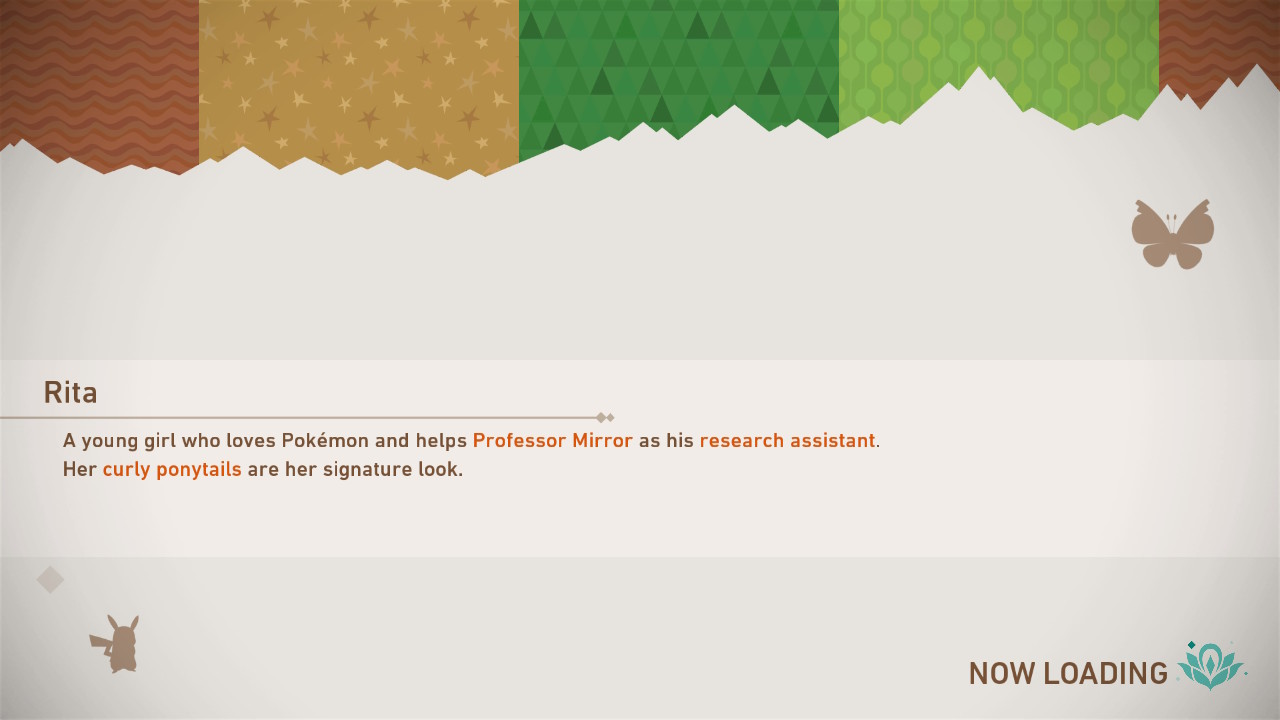 Rita
A young girl who loves Pokémon and helps Professor Mirror as his research assistant.
Her curly ponytails are her signature look.
NOW LOADING